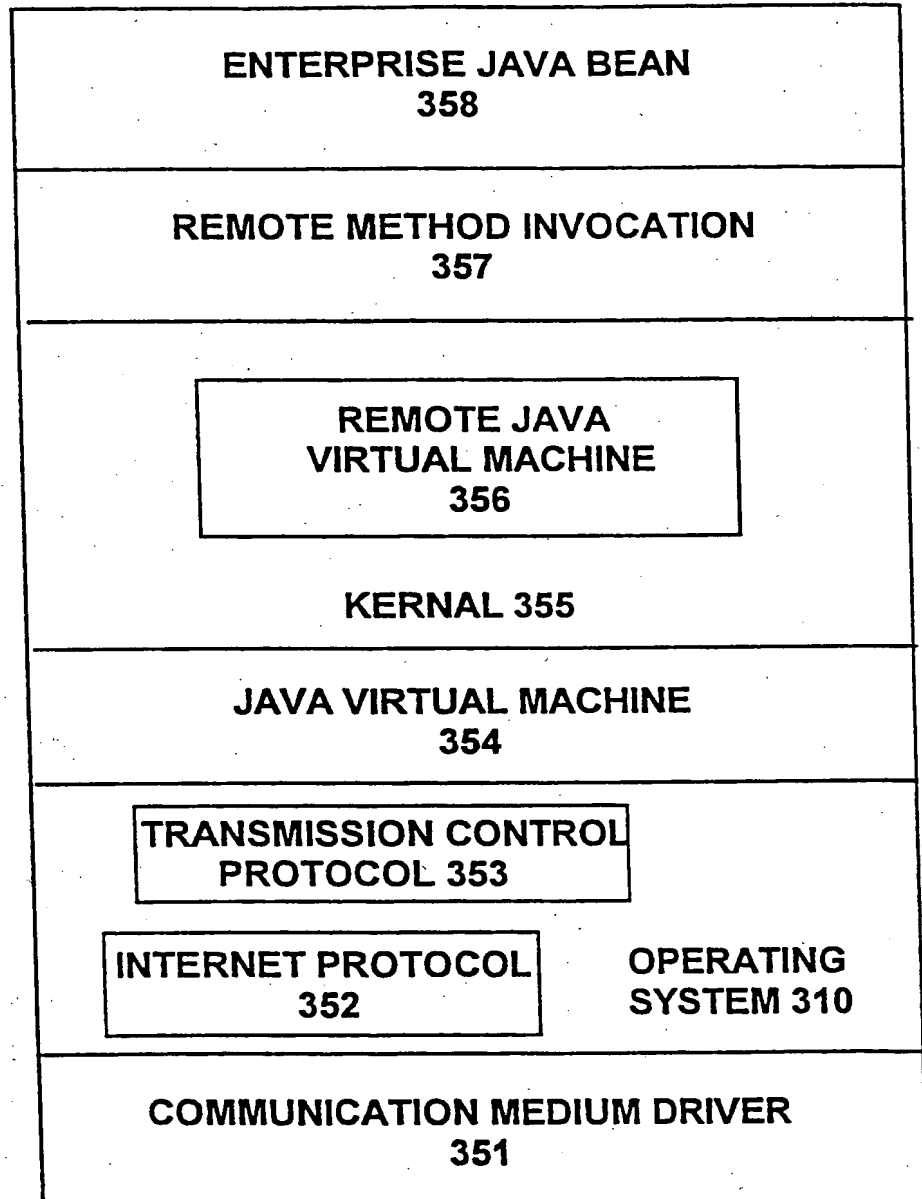 ENTERPRISE JAVA BEAN
358
REMOTE METHOD INVOCATION
357
REMOTE JAVA
VIRTUAL MACHINE
356
KERNAL 355
JAVA VIRTUAL MACHINE
354
TRANSMISSION CONTROL
PROTOCOL 353
INTERNET PROTOCOL
352
OPERATING
SYSTEM 310
COMMUNICATION MEDIUM DRIVER
351